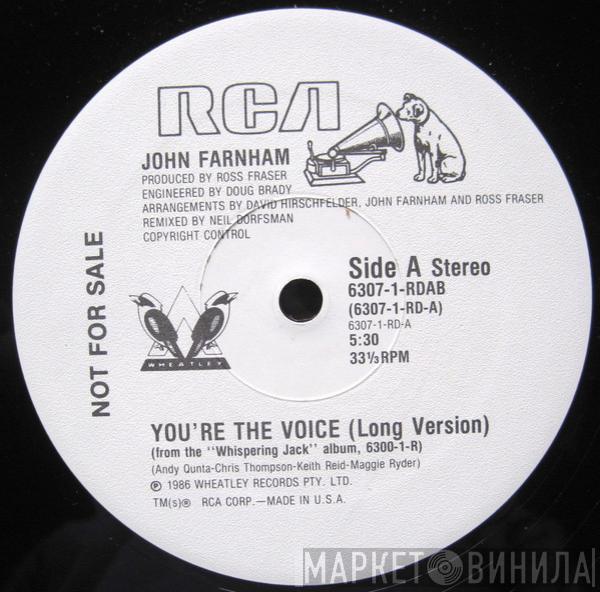 RCA
JOHN FARNHAM
PRODUCED BY ROSS FRASER
ENGINEERED BY DOUG BRADY
ARRANGEMENTS BY DAVID HIRSCHFELDER, JOHN FARNHAM AND ROSS FRASER
REMIXED BY NEIL DORFSMAN
COPYRIGHT CONTROL
NOT FOR SALE
Side A Stereo
6307-1-RDAB
(6307-1-RD-A)
6307-1-RD-A
5:30
33⅓RPM
WHEATLEY
YOU'RE THE VOICE (Long Version)
(from the "Whispering Jack" album, 6300-1-R)
(Andy Qunta-Chris Thompson-Keith Reid-Maggie Ryder)
℗ 1986 WHEATLEY RECORDS PTY. LTD.
TM(s)® RCA CORP.—MADE IN U.S.A.
МАРКЕТ ВИНИЛА